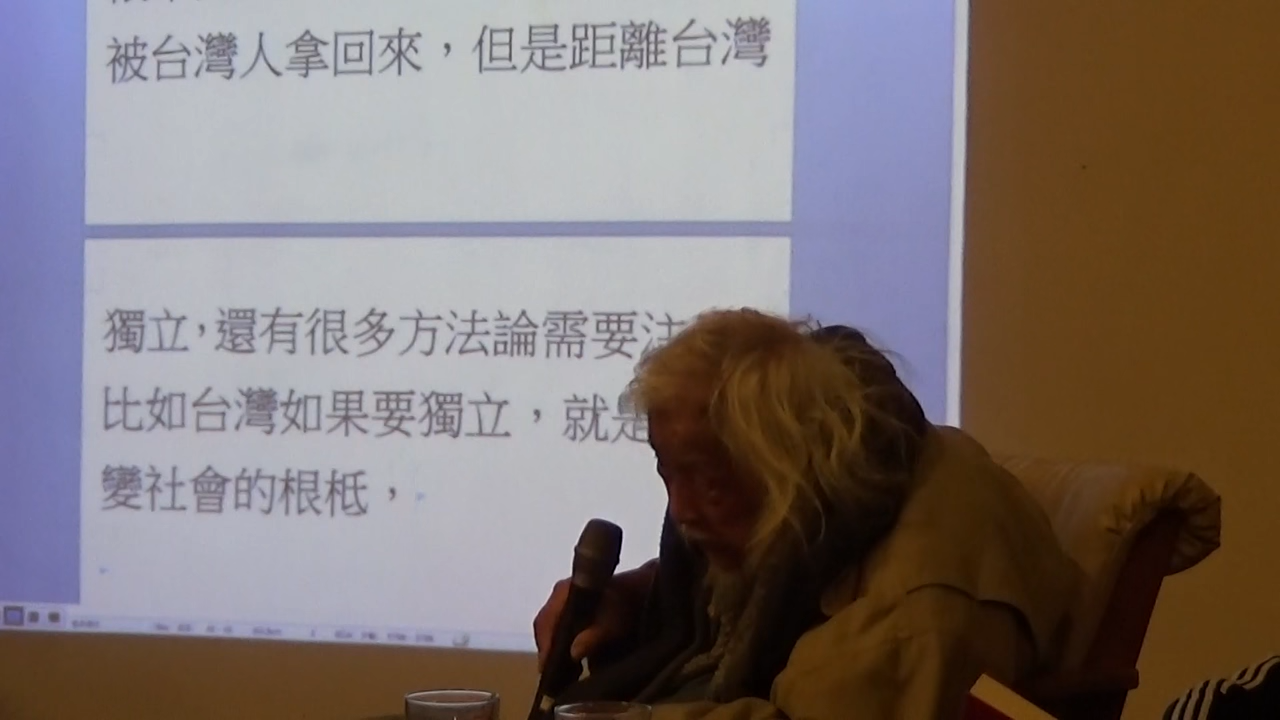 被台灣人拿回來，但是距離台灣
獨立，還有很多方法論需要注
比如台灣如果要獨立，就是
變社會的根柢，